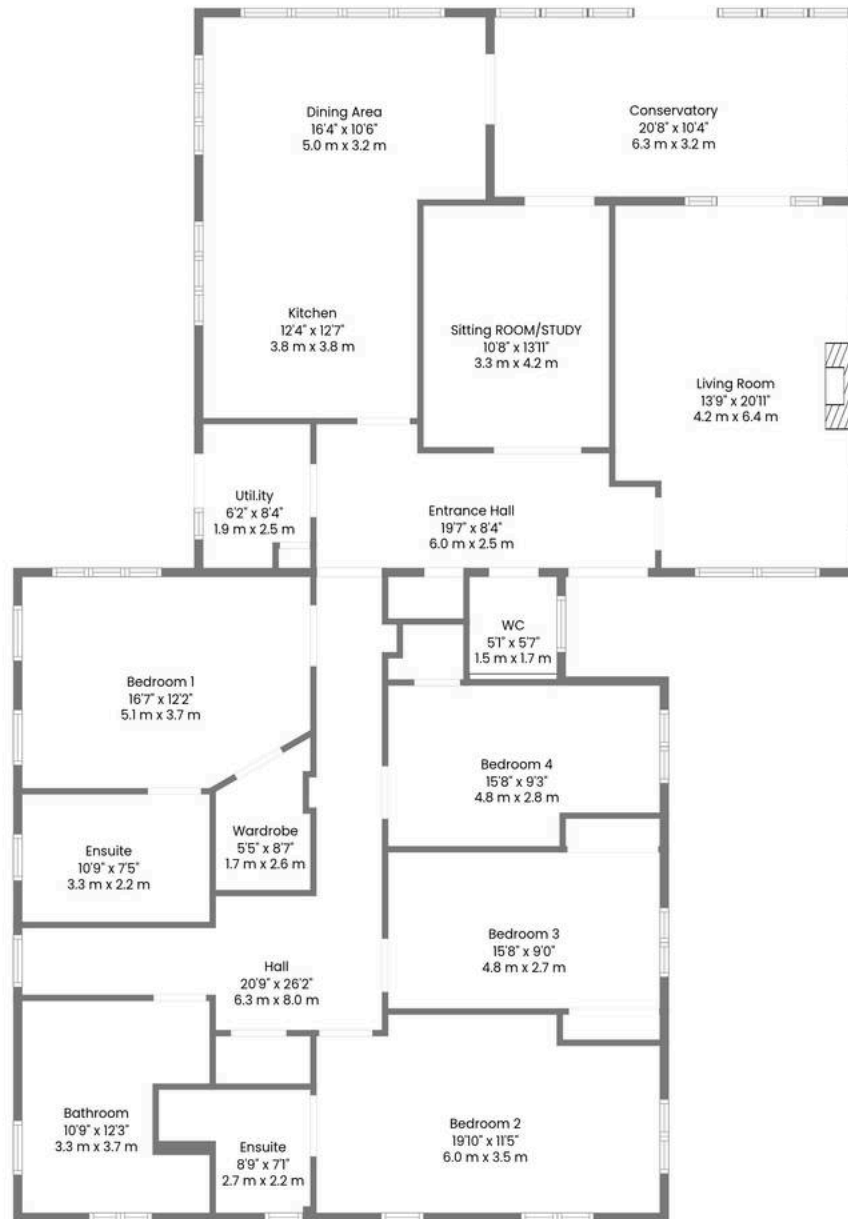 Dining Area
16'4" x 10'6"
5.0 m x 3.2 m
Conservatory
20'8" x 10'4"
6.3 m x 3.2 m
Kitchen
12'4" x 12'7"
3.8 m x 3.8 m
Sitting ROOM/STUDY
10'8" x 13'11"
3.3 m x 4.2 m
Living Room
13'9" x 20'11"
4.2 m x 6.4 m
Util.ity
6'2" x 8'4"
1.9 m x 2.5 m
Entrance Hall
19'7" x 8'4"
6.0 m x 2.5 m
WC
5'1" x 5'7"
1.5 m x 1.7 m
Bedroom 1
16'7" x 12'2"
5.1 m x 3.7 m
Bedroom 4
15'8" x 9'3"
4.8 m x 2.8 m
Wardrobe
5'5" x 8'7"
1.7 m x 2.6 m
Ensuite
10'9" x 7'5"
3.3 m x 2.2 m
Bedroom 3
15'8" x 9'0"
4.8 m x 2.7 m
Hall
20'9" x 26'2"
6.3 m x 8.0 m
Bathroom
10'9" x 12'3"
3.3 m x 3.7 m
Bedroom 2
19'10" x 11'5"
6.0 m x 3.5 m
Ensuite
8'9" x 7'1"
2.7 m x 2.2 m